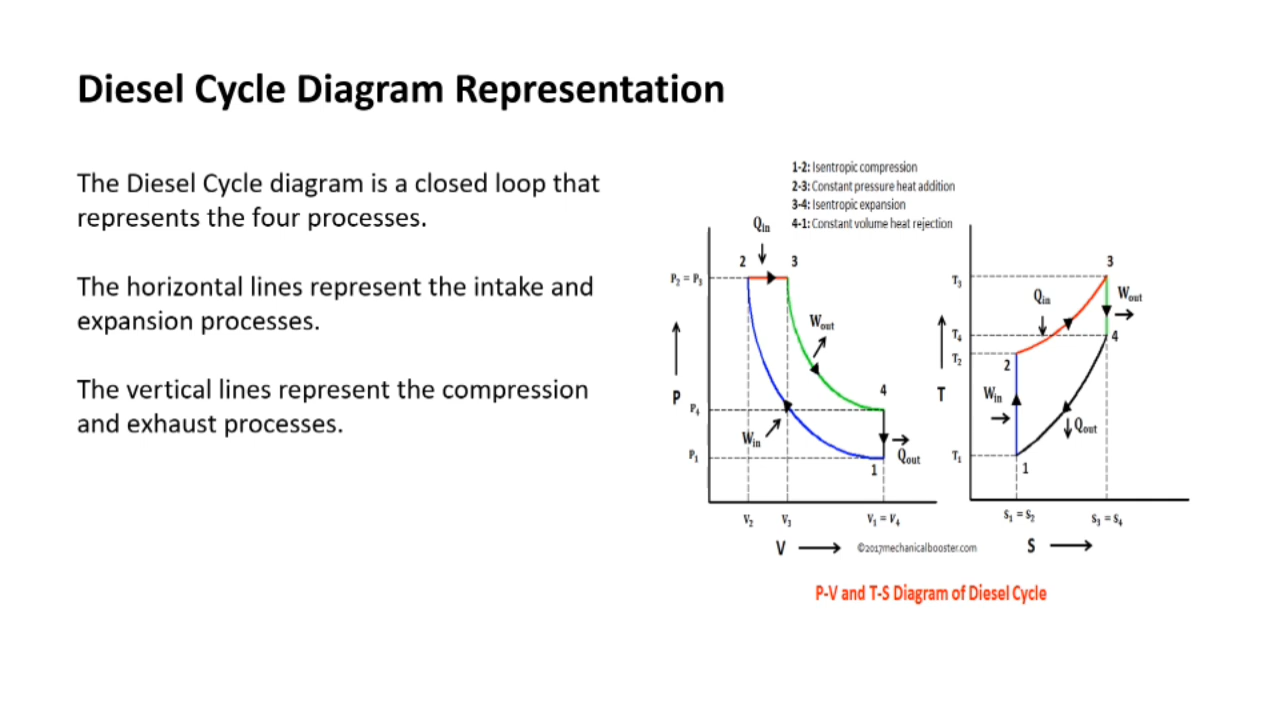 Diesel Cycle Diagram Representation
The Diesel Cycle diagram is a closed loop that
represents the four processes.
The horizontal lines represent the intake and
expansion processes.
The vertical lines represent the compression
and exhaust processes.
1-2: Isentropic compression
2-3: Constant pressure heat addition
3-4: Isentropic expansion
4-1: Constant volume heat rejection
Qin
2
3
P₂ = P₃
Wout
P
4
P₄
Win
P₁
Qout
1
V₂
V₃
V₁ = V₄
V
3
T₃
Qin
Wout
T₄
4
T₂
2
T
Win
Qout
T₁
1
S₁ = S₂
S₃ = S₄
S
©2017mechanicalbooster.com
P-V and T-S Diagram of Diesel Cycle